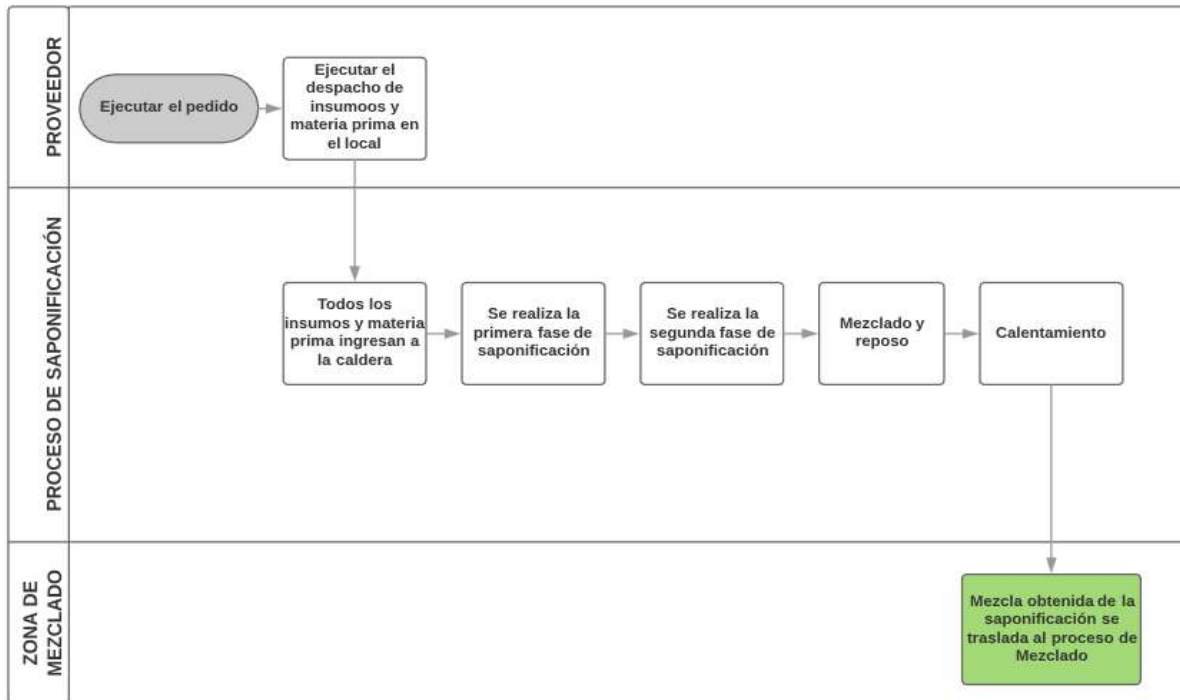 PROVEEDOR
Ejecutar el pedido
Ejecutar el
despacho de
insumoos y
materia prima en
el local
PROCESO DE SAPONIFICACIÓN
Todos los
insumos y materia
prima ingresan a
la caldera
Se realiza la
primera fase de
saponificación
Se realiza la
segunda fase de
saponificación
Mezclado y
reposo
Calentamiento
ZONA DE
MEZCLADO
Mezcla obtenida de la
saponificación se
traslada al proceso de
Mezclado